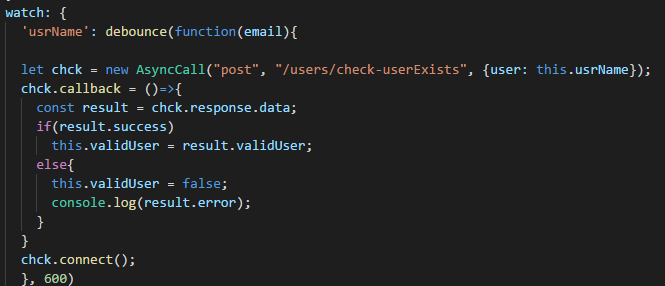 watch: {
'usrName': debounce(function(email){
let chck = new AsyncCall("post", "/users/check-userExists", {user: this.usrName});
chck.callback = ()=>{
const result = chck.response.data;
if(result.success)
this.validUser = result.validUser;
else{
this.validUser = false;
console.log(result.error);
}
}
chck.connect();
}, 600)